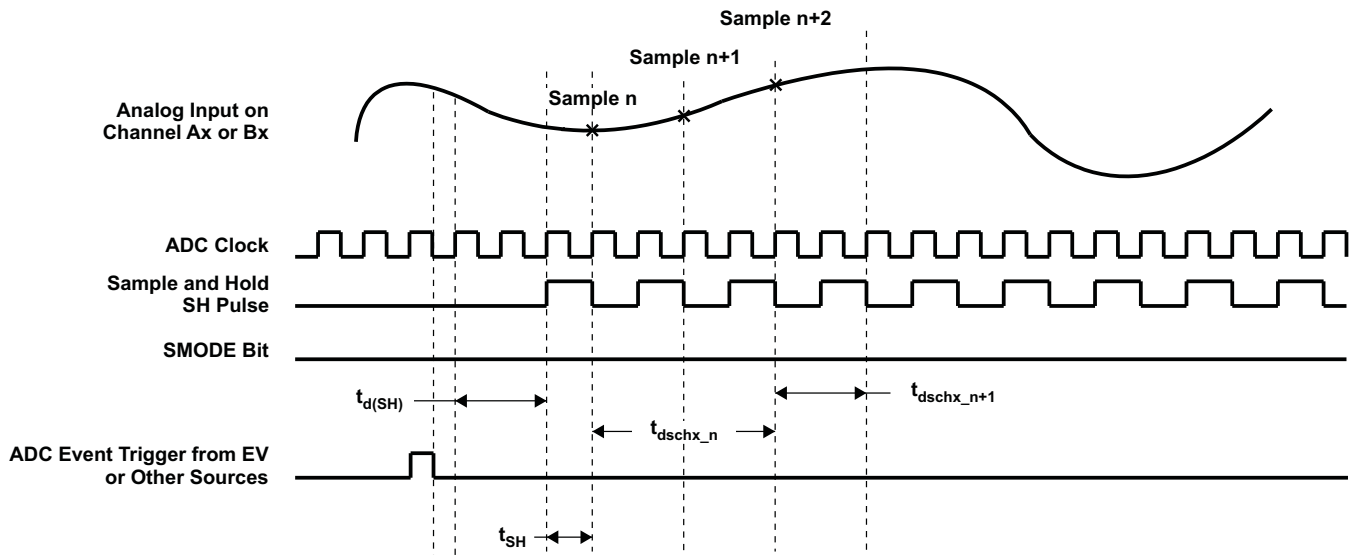 Sample n+2
Sample n+1
Sample n
Analog Input on
Channel Ax or Bx
ADC Clock
Sample and Hold
SH Pulse
SMODE Bit
td(SH)
tdschx_n+1
tdschx_n
ADC Event Trigger from EV
or Other Sources
tSH